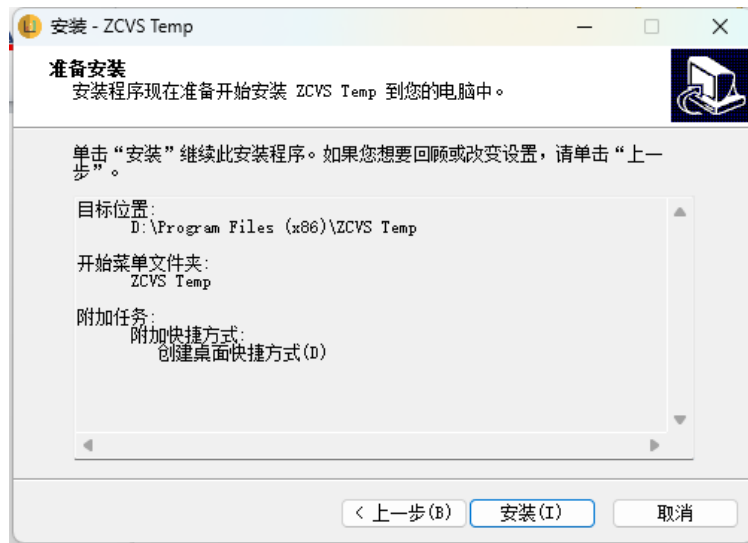 安装 - ZCVS Temp
准备安装
安装程序现在准备开始安装 ZCVS Temp 到您的电脑中。
单击“安装”继续此安装程序。如果您想要回顾或改变设置，请单击“上一
步”。
目标位置:
D:\Program Files (x86)\ZCVS Temp
开始菜单文件夹:
ZCVS Temp
附加任务:
附加快捷方式:
创建桌面快捷方式(D)
< 上一步(B)
安装(I)
取消